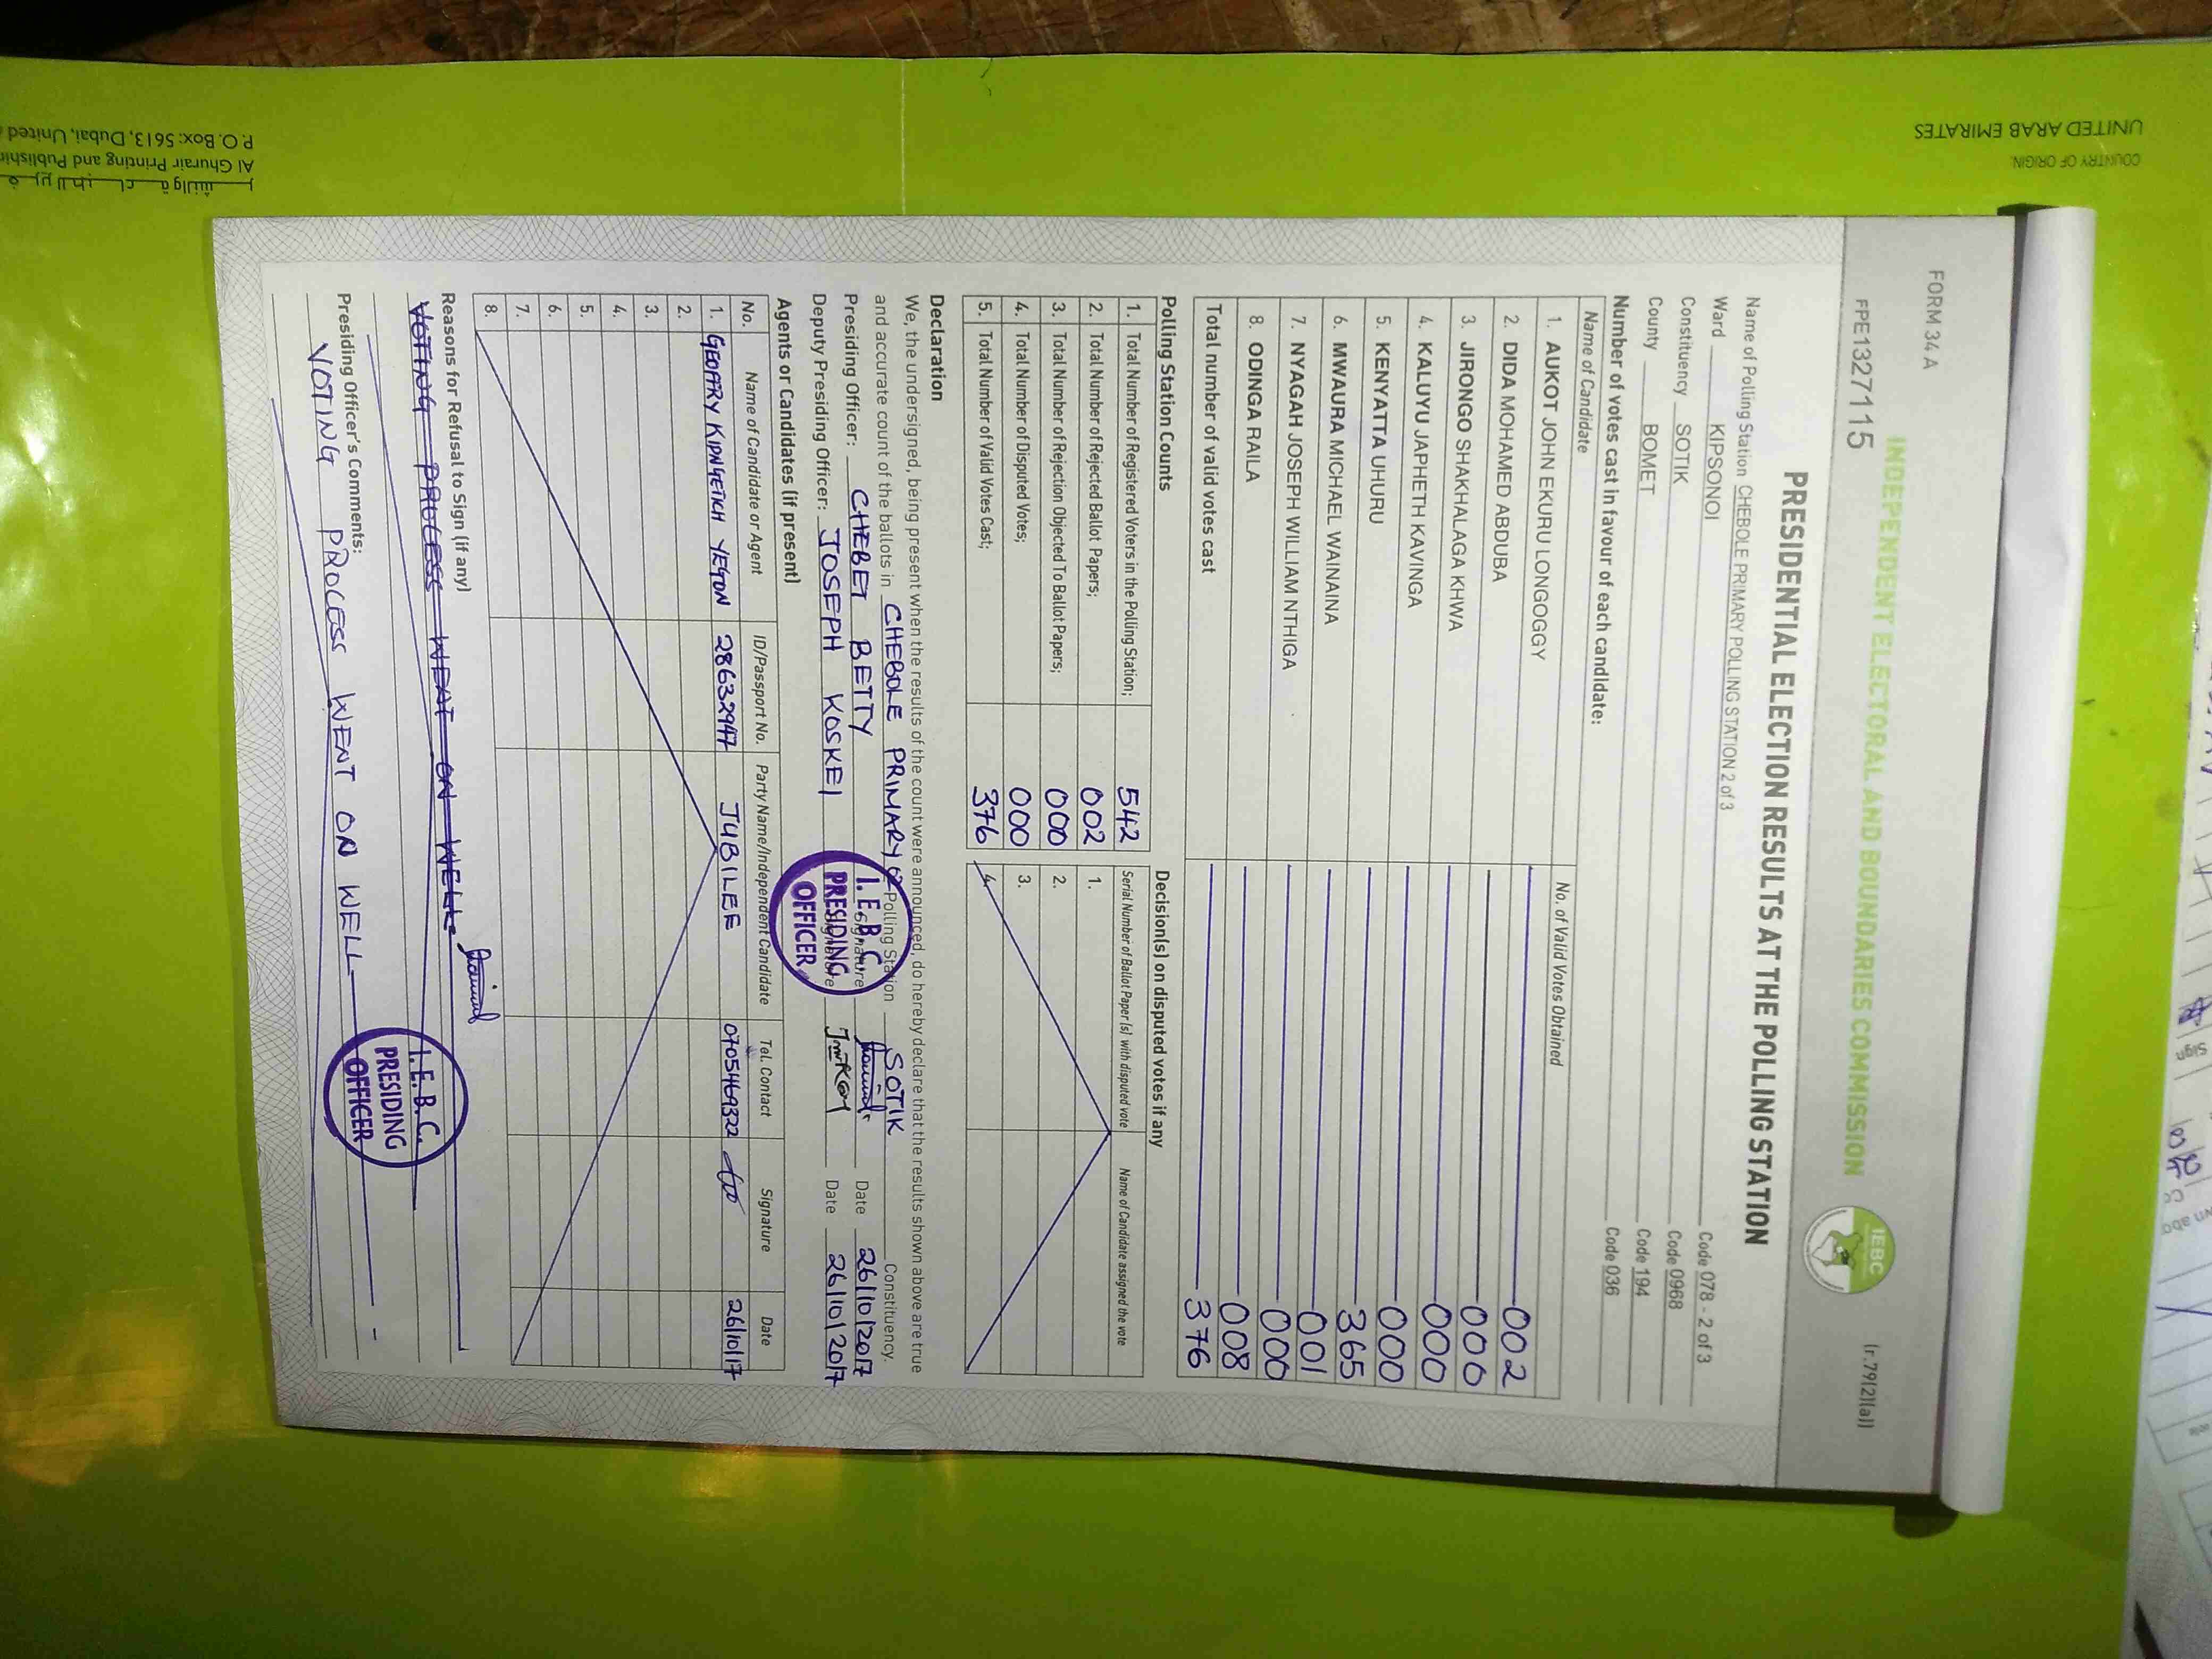 FORM 34 A
INDEPENDENT ELECTORAL AND BOUNDARIES COMMISSION
IEBC
(r.79(2)(a))
FPE1327115
PRESIDENTIAL ELECTION RESULTS AT THE POLLING STATION
Name of Polling Station CHEBOLE PRIMARY POLLING STATION 2 of 3 Code 078 - 2 of 3
Ward KIPSONOI Code 0968
Constituency SOTIK Code 194
County BOMET Code 036
Number of votes cast in favour of each candidate:
Name of Candidate No. of Valid Votes Obtained
1. AUKOT JOHN EKURU LONGOGGY 002
2. DIDA MOHAMED ABDUBA 000
3. JIRONGO SHAKHALAGA KHWA 000
4. KALUYU JAPHETH KAVINGA 000
5. KENYATTA UHURU 365
6. MWAURA MICHAEL WAINAINA 001
7. NYAGAH JOSEPH WILLIAM NTHIGA 000
8. ODINGA RAILA 008
Total number of valid votes cast 376
Polling Station Counts
1. Total Number of Registered Voters in the Polling Station; 542
2. Total Number of Rejected Ballot Papers; 002
3. Total Number of Rejection Objected To Ballot Papers; 000
4. Total Number of Disputed Votes; 000
5. Total Number of Valid Votes Cast; 376
Decision(s) on disputed votes if any
Serial Number of Ballot Paper (s) with disputed vote Name of Candidate assigned the vote
1.
2.
3.
4.
Declaration
We, the undersigned, being present when the results of the count were announced, do hereby declare that the results shown above are true
and accurate count of the ballots in CHEBOLE PRIMARY Polling Station SOTIK Constituency.
Presiding Officer: CHEBET BETTY Signature Date 26/10/2017
Deputy Presiding Officer: JOSEPH KOSKEI Signature Date 26/10/2017
I.E.B.C
PRESIDING
OFFICER
Agents or Candidates (if present)
No. Name of Candidate or Agent ID/Passport No. Party Name/Independent Candidate Tel. Contact Signature Date
1. GEOFFRY KIPNGETICH YEGON 28632947 JUBILEE 0705469322 26/10/17
2.
3.
4.
5.
6.
7.
8.
Reasons for Refusal to Sign (if any)
VOTING PROCESS WENT ON WELL
Presiding Officer's Comments:
VOTING PROCESS WENT ON WELL
I.E.B.C.
PRESIDING
OFFICER
COUNTRY OF ORIGIN:
UNITED ARAB EMIRATES
Al Ghurair Printing and Publishin
P. O. Box: 5613, Dubai, United
Sign